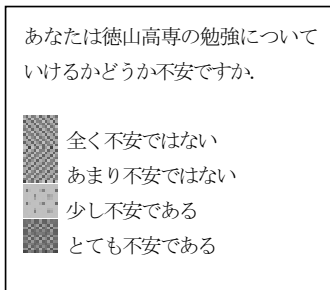 あなたは徳山高専の勉強について
いけるかどうか不安ですか.
全く不安ではない
あまり不安ではない
少し不安である
とても不安である